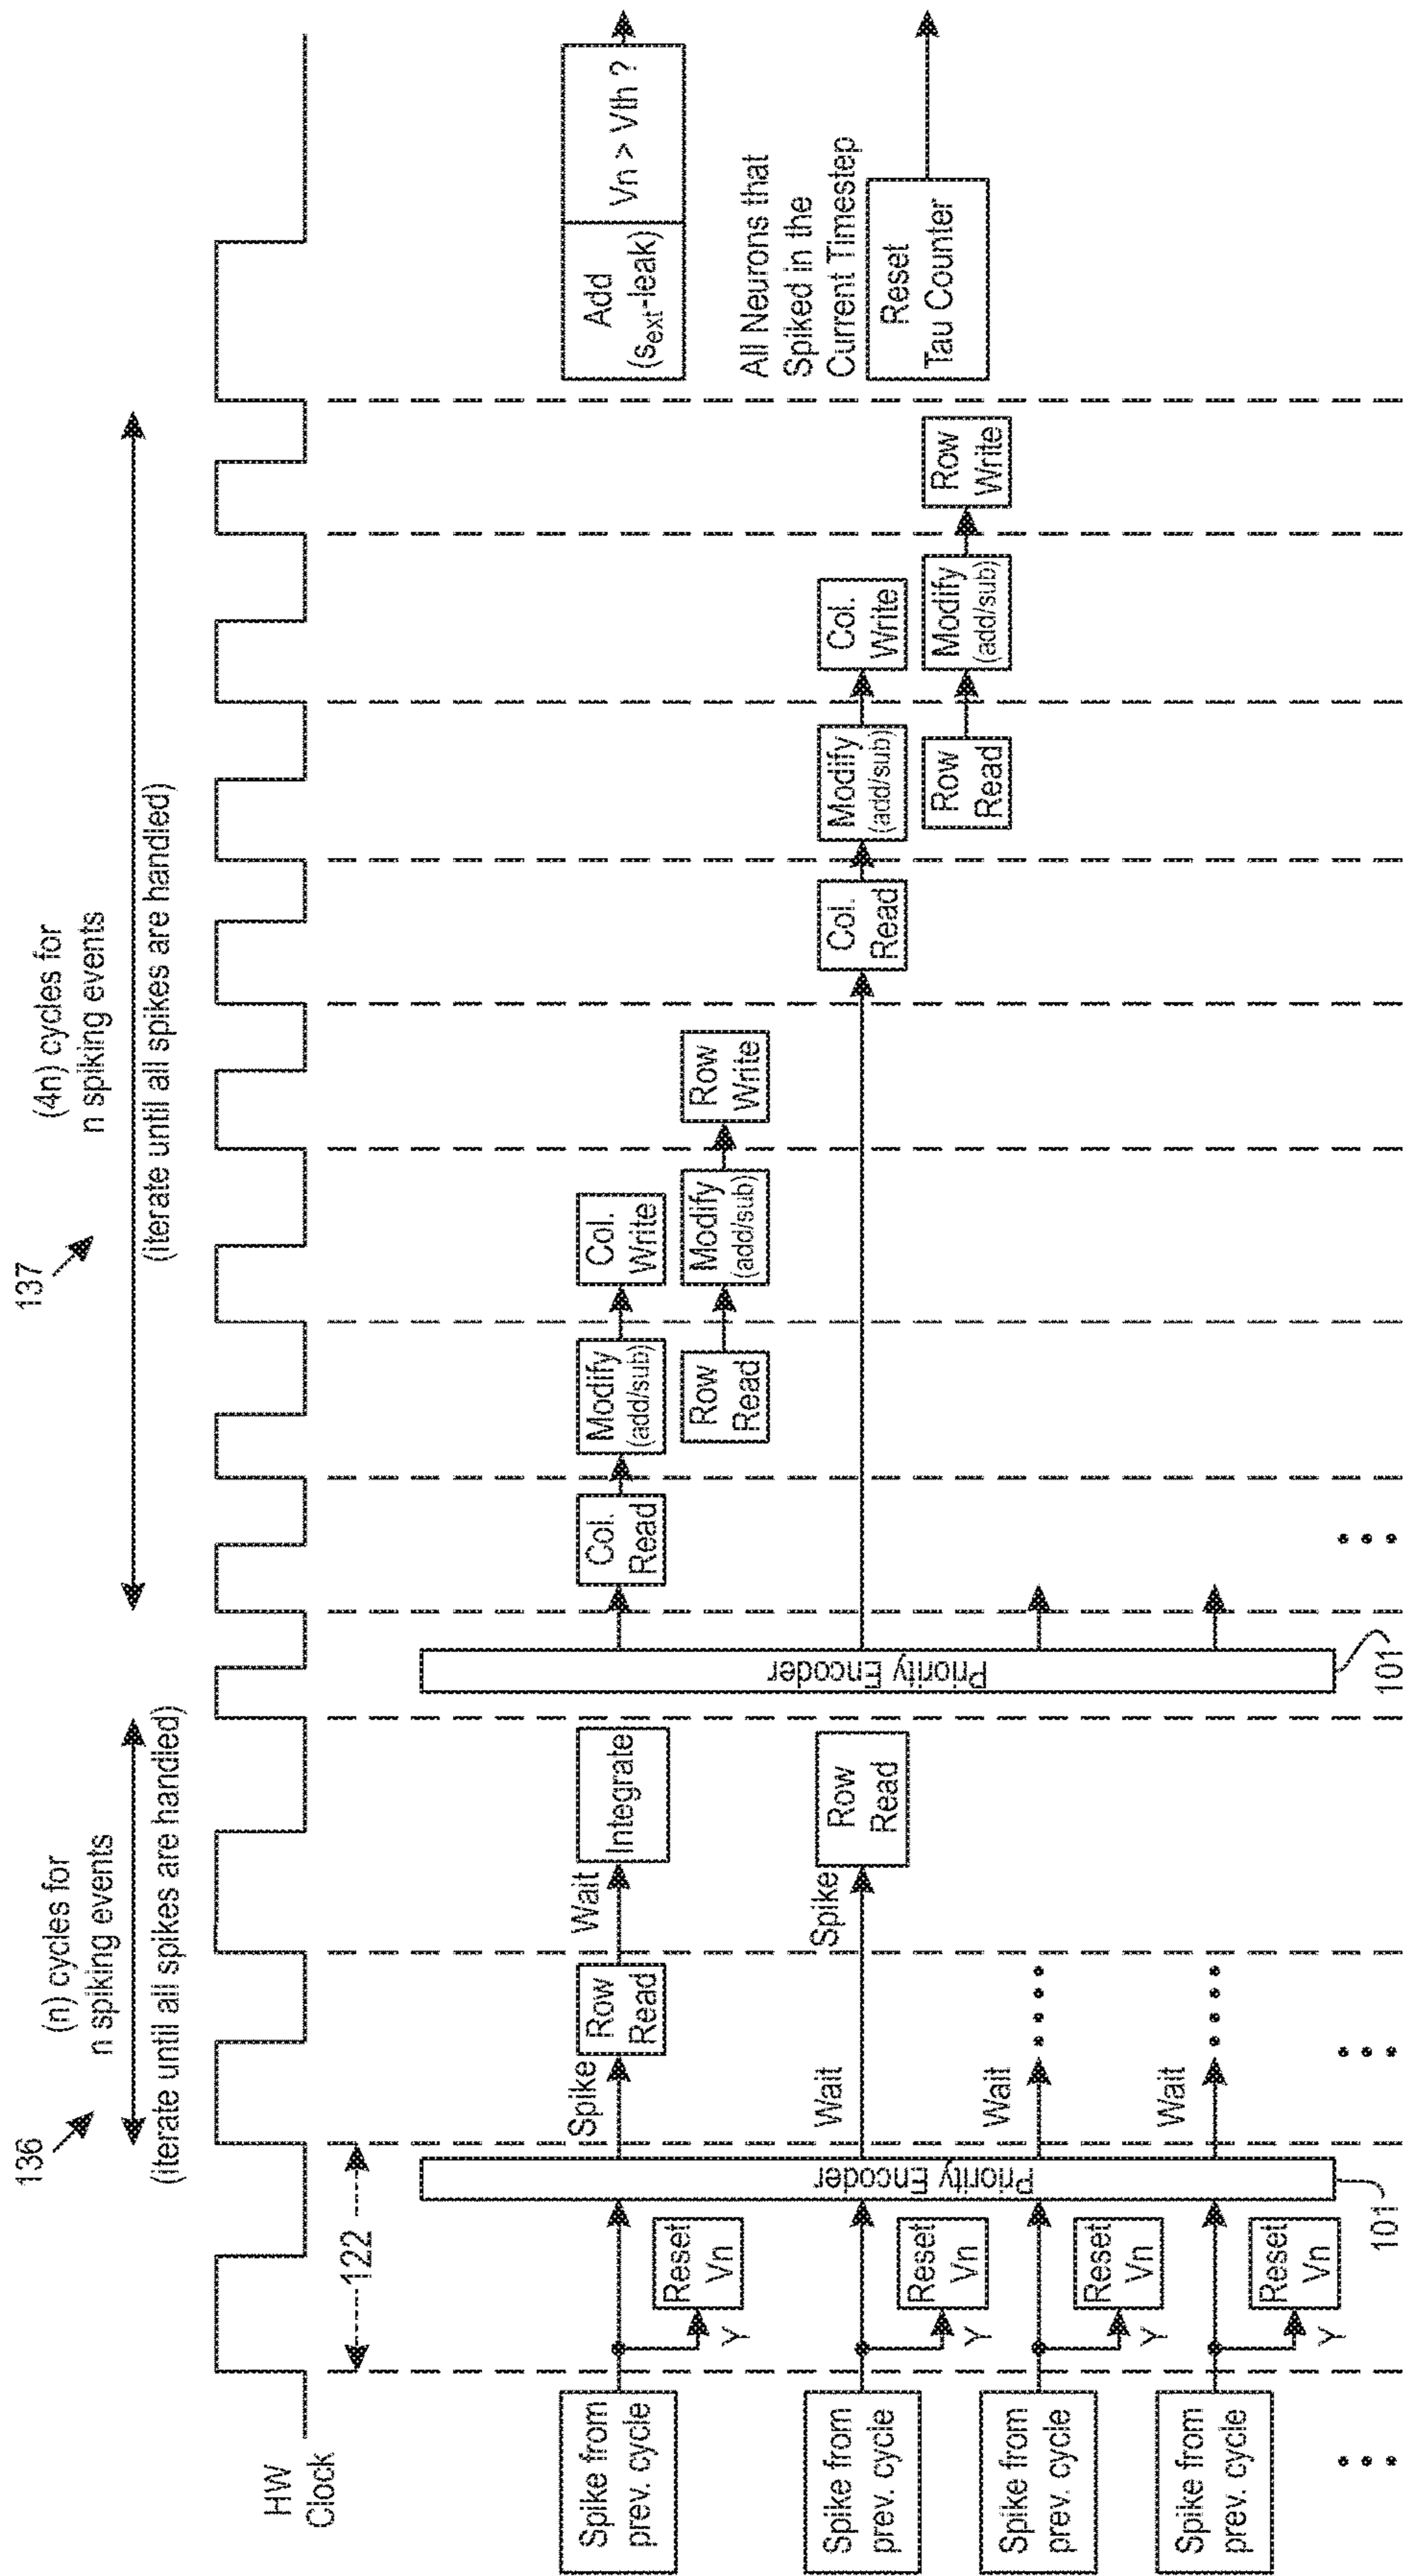 136
(n) cycles for
n spiking events
(iterate until all spikes are handled)
137
(4n) cycles for
n spiking events
(iterate until all spikes are handled)
HW
Clock
122
Spike from
prev. cycle
Y
Reset
Vn
Spike from
prev. cycle
Y
Reset
Vn
Spike from
prev. cycle
Y
Reset
Vn
Spike from
prev. cycle
Y
Reset
Vn
Priority Encoder
101
Spike
Row
Read
Wait
Integrate
Wait
Spike
Row
Read
Wait
Wait
Priority Encoder
101
Col.
Read
Modify
(add/sub)
Col.
Write
Row
Read
Modify
(add/sub)
Row
Write
Col.
Read
Modify
(add/sub)
Col.
Write
Row
Read
Modify
(add/sub)
Row
Write
Add
(sext-leak)
Vn > Vth ?
All Neurons that
Spiked in the
Current Timestep
Reset
Tau Counter